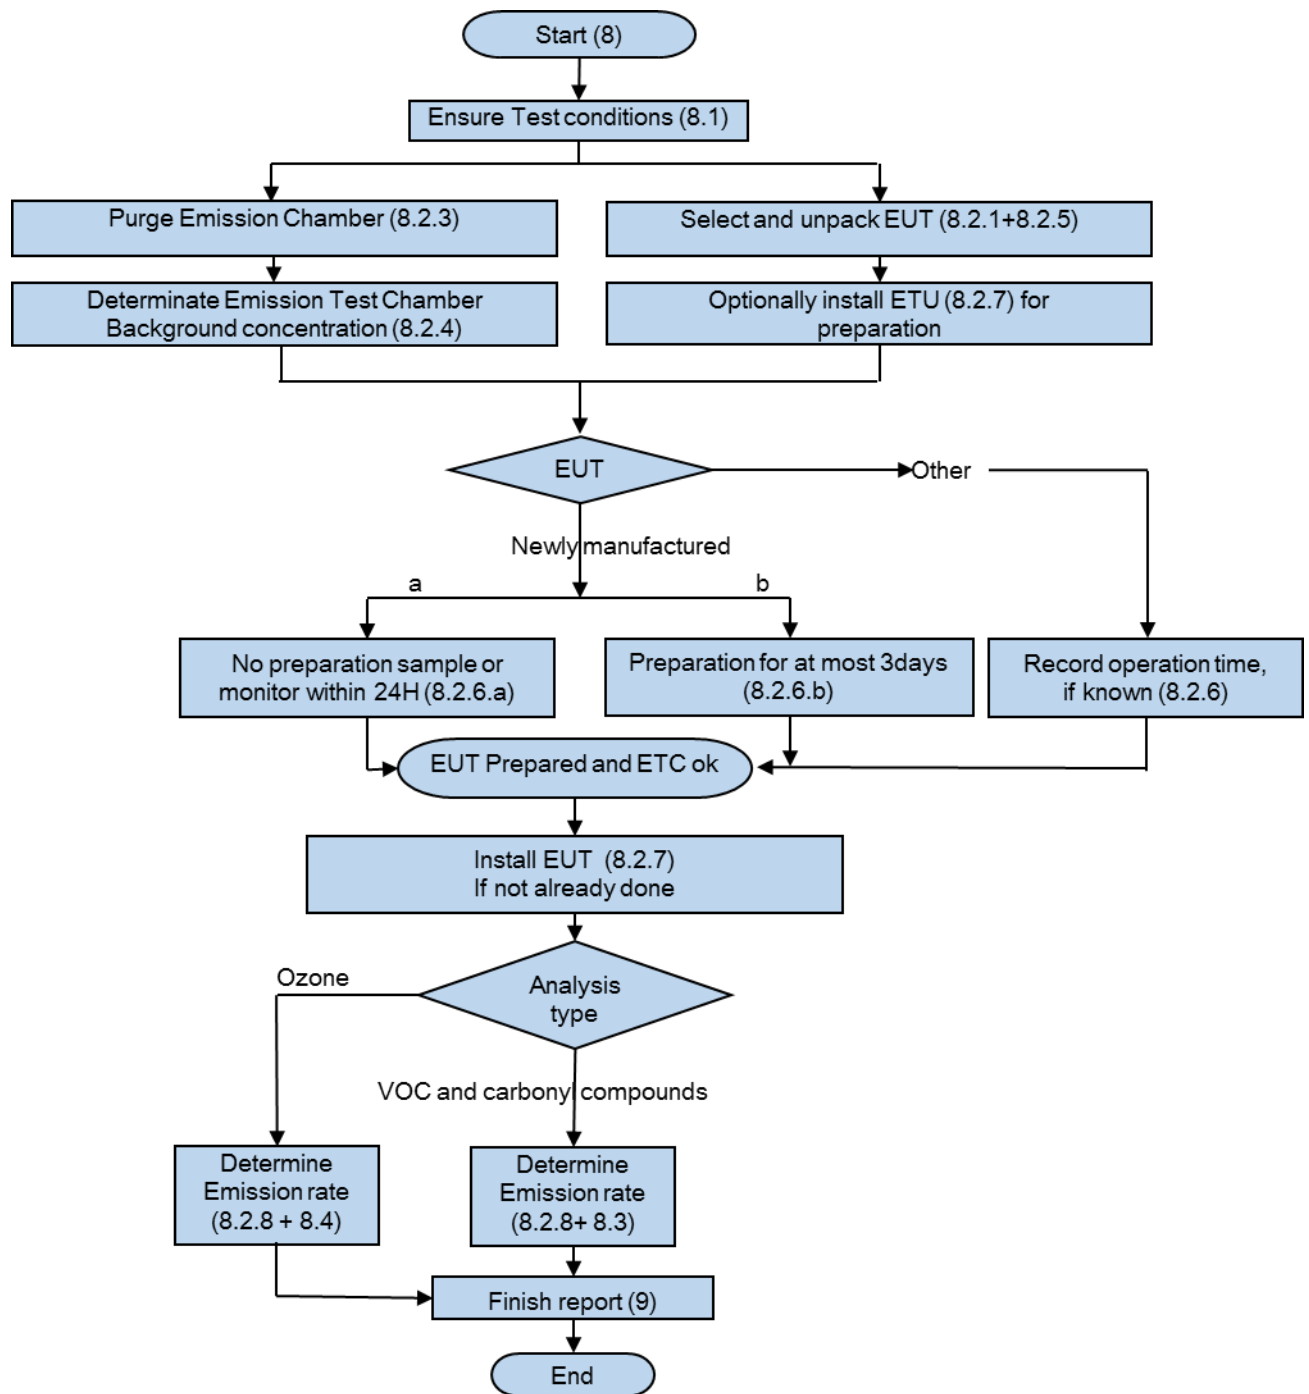 Start (8)
Ensure Test conditions (8.1)
Purge Emission Chamber (8.2.3)
Select and unpack EUT (8.2.1+8.2.5)
Determinate Emission Test Chamber
Background concentration (8.2.4)
Optionally install ETU (8.2.7) for
preparation
EUT
Other
Newly manufactured
a
b
No preparation sample or
monitor within 24H (8.2.6.a)
Preparation for at most 3days
(8.2.6.b)
Record operation time,
if known (8.2.6)
EUT Prepared and ETC ok
Install EUT (8.2.7)
If not already done
Ozone
Analysis
type
VOC and carbonyl compounds
Determine
Emission rate
(8.2.8 + 8.4)
Determine
Emission rate
(8.2.8+ 8.3)
Finish report (9)
End